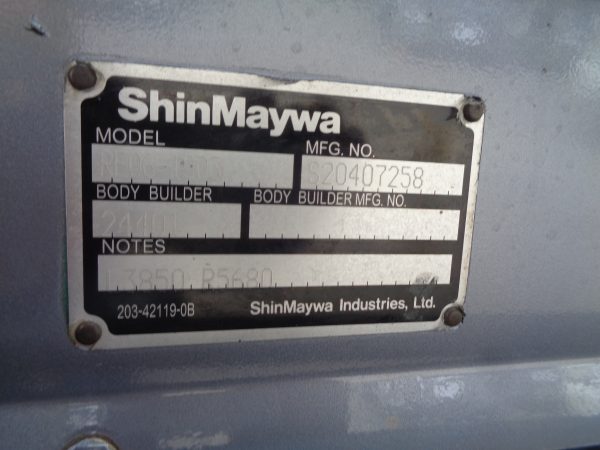 ShinMaywa
MODEL MFG. NO.
S20407258
BODY BUILDER BODY BUILDER MFG. NO.
NOTES
L3850 R5680
203-42119-0B ShinMaywa Industries, Ltd.